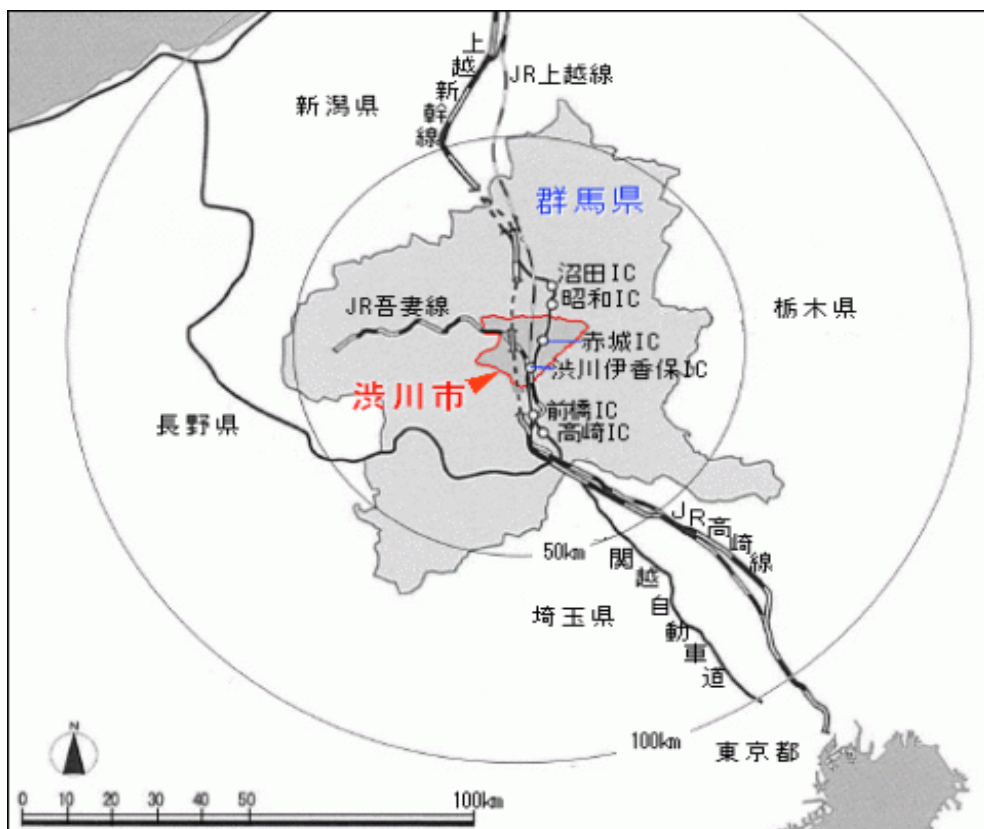 上越新幹線
JR上越線
新潟県
群馬県
沼田IC
昭和IC
JR吾妻線
栃木県
赤城IC
渋川伊香保IC
渋川市
前橋IC
長野県
高崎IC
JR高崎線
50km
関越自動車道
埼玉県
100km
東京都
N
0 10 20 30 40 50 100km